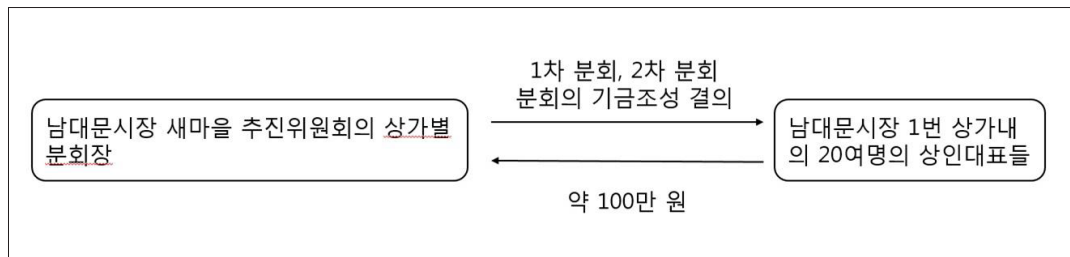 1차 분회, 2차 분회
분회의 기금조성 결의
남대문시장 새마을 추진위원회의 상가별
분회장
남대문시장 1번 상가내
의 20여명의 상인대표들
약 100만 원